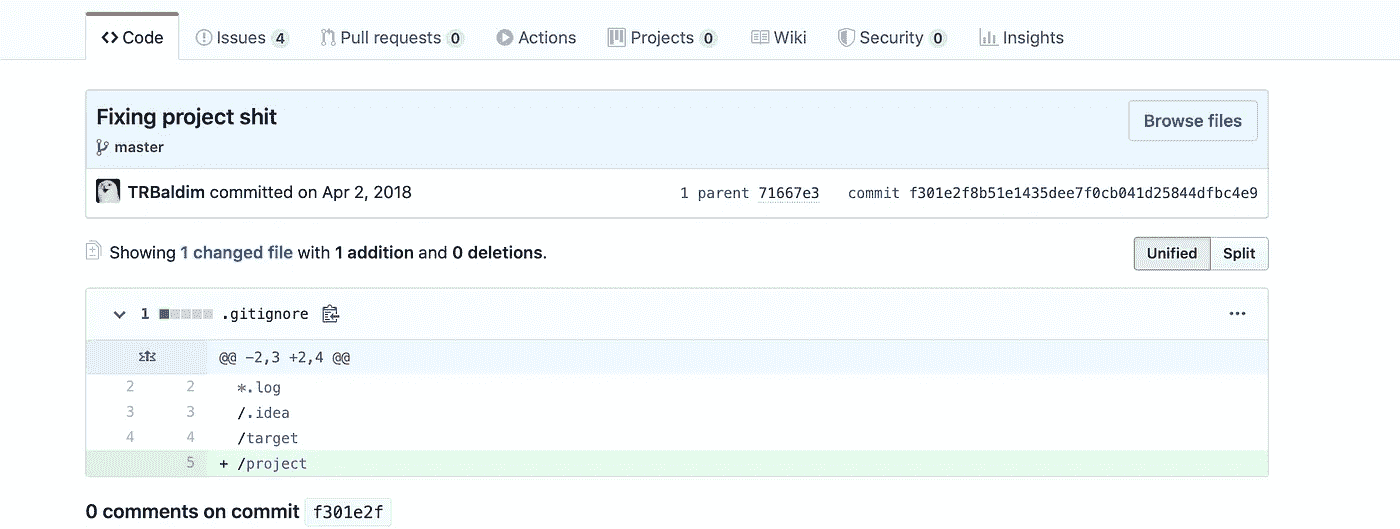 <> Code Issues 4 Pull requests 0 Actions Projects 0 Wiki Security 0 Insights
Fixing project shit
Browse files
master
TRBaldim committed on Apr 2, 2018 1 parent 71667e3 commit f301e2f8b51e1435dee7f0cb041d25844dfbc4e9
Showing 1 changed file with 1 addition and 0 deletions. Unified Split
1 .gitignore ...
@@ -2,3 +2,4 @@
2 2 *.log
3 3 /.idea
4 4 /target
5 + /project
0 comments on commit f301e2f